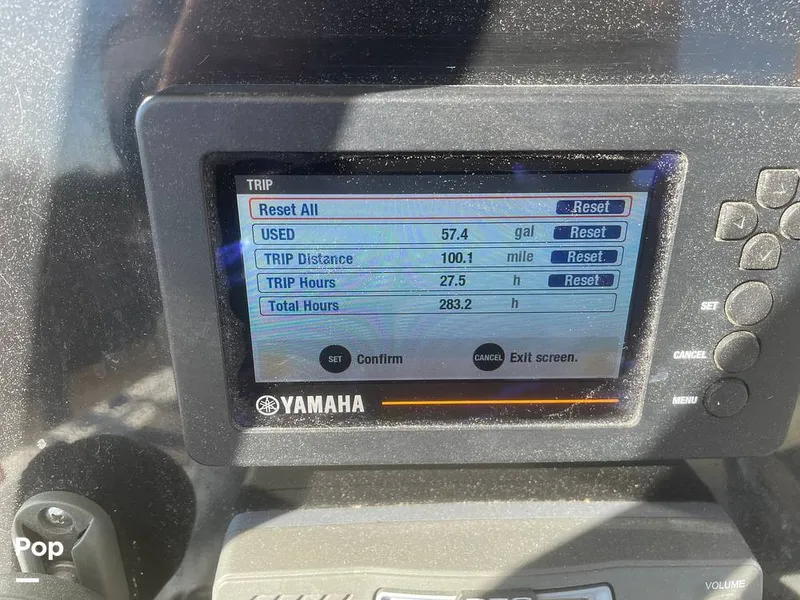 TRIP
Reset All Reset
USED 57.4 gal Reset
TRIP Distance 100.1 mile Reset
TRIP Hours 27.5 h Reset
Total Hours 283.2 h
SET Confirm CANCEL Exit screen.
YAMAHA
SET
CANCEL
MENU
Pop
VOLUME